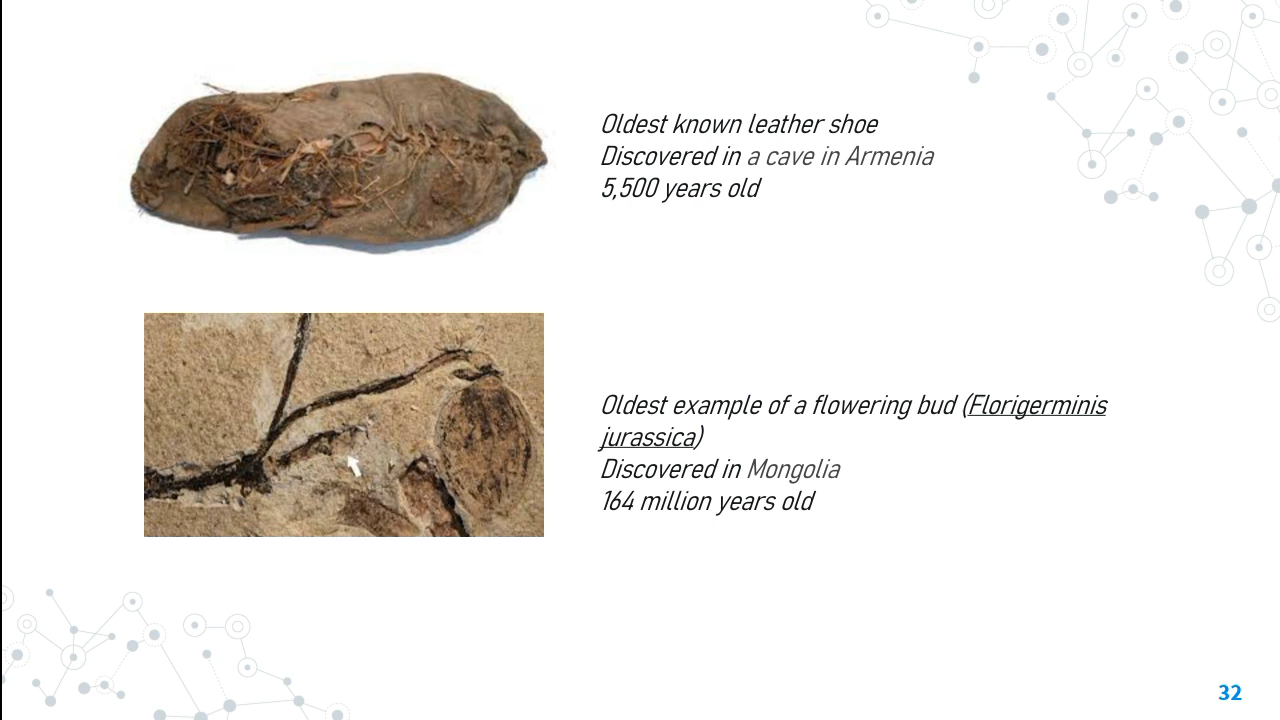 Oldest known leather shoe
Discovered in a cave in Armenia
5,500 years old
Oldest example of a flowering bud (Florigerminis
jurassica)
Discovered in Mongolia
164 million years old
32